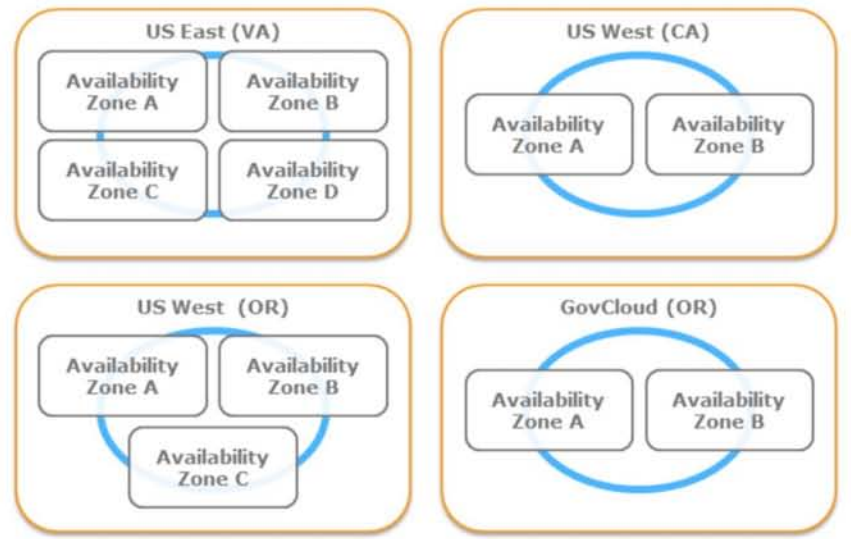 US East (VA)
Availability
Zone A
Availability
Zone B
Availability
Zone C
Availability
Zone D
US West (CA)
Availability
Zone A
Availability
Zone B
US West (OR)
Availability
Zone A
Availability
Zone B
Availability
Zone C
GovCloud (OR)
Availability
Zone A
Availability
Zone B